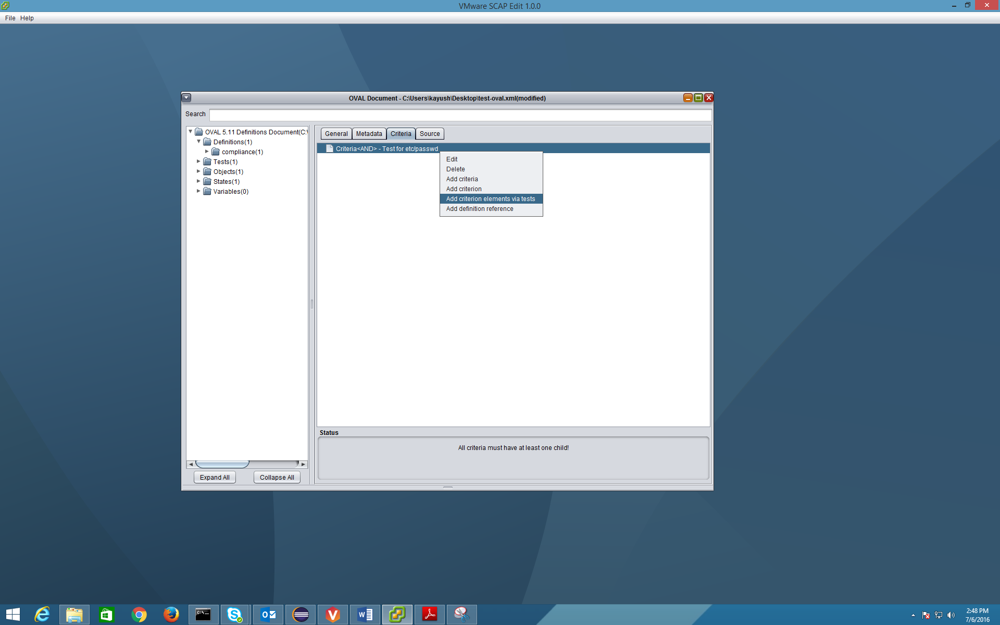 VMware SCAP Edit 1.0.0
File Help
OVAL Document - C:\Users\kayush\Desktop\test-oval.xml(modified)
Search
OVAL 5.11 Definitions Document(C:\
Definitions(1)
compliance(1)
Tests(1)
Objects(1)
States(1)
Variables(0)
Expand All Collapse All
General Metadata Criteria Source
Criteria<AND> - Test for etc/passwd
Edit
Delete
Add criteria
Add criterion
Add criterion elements via tests
Add definition reference
Status
All criteria must have at least one child!
C:\_
2:48 PM
7/6/2016